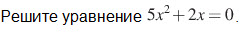 Решите уравнение 5x² + 2x = 0.